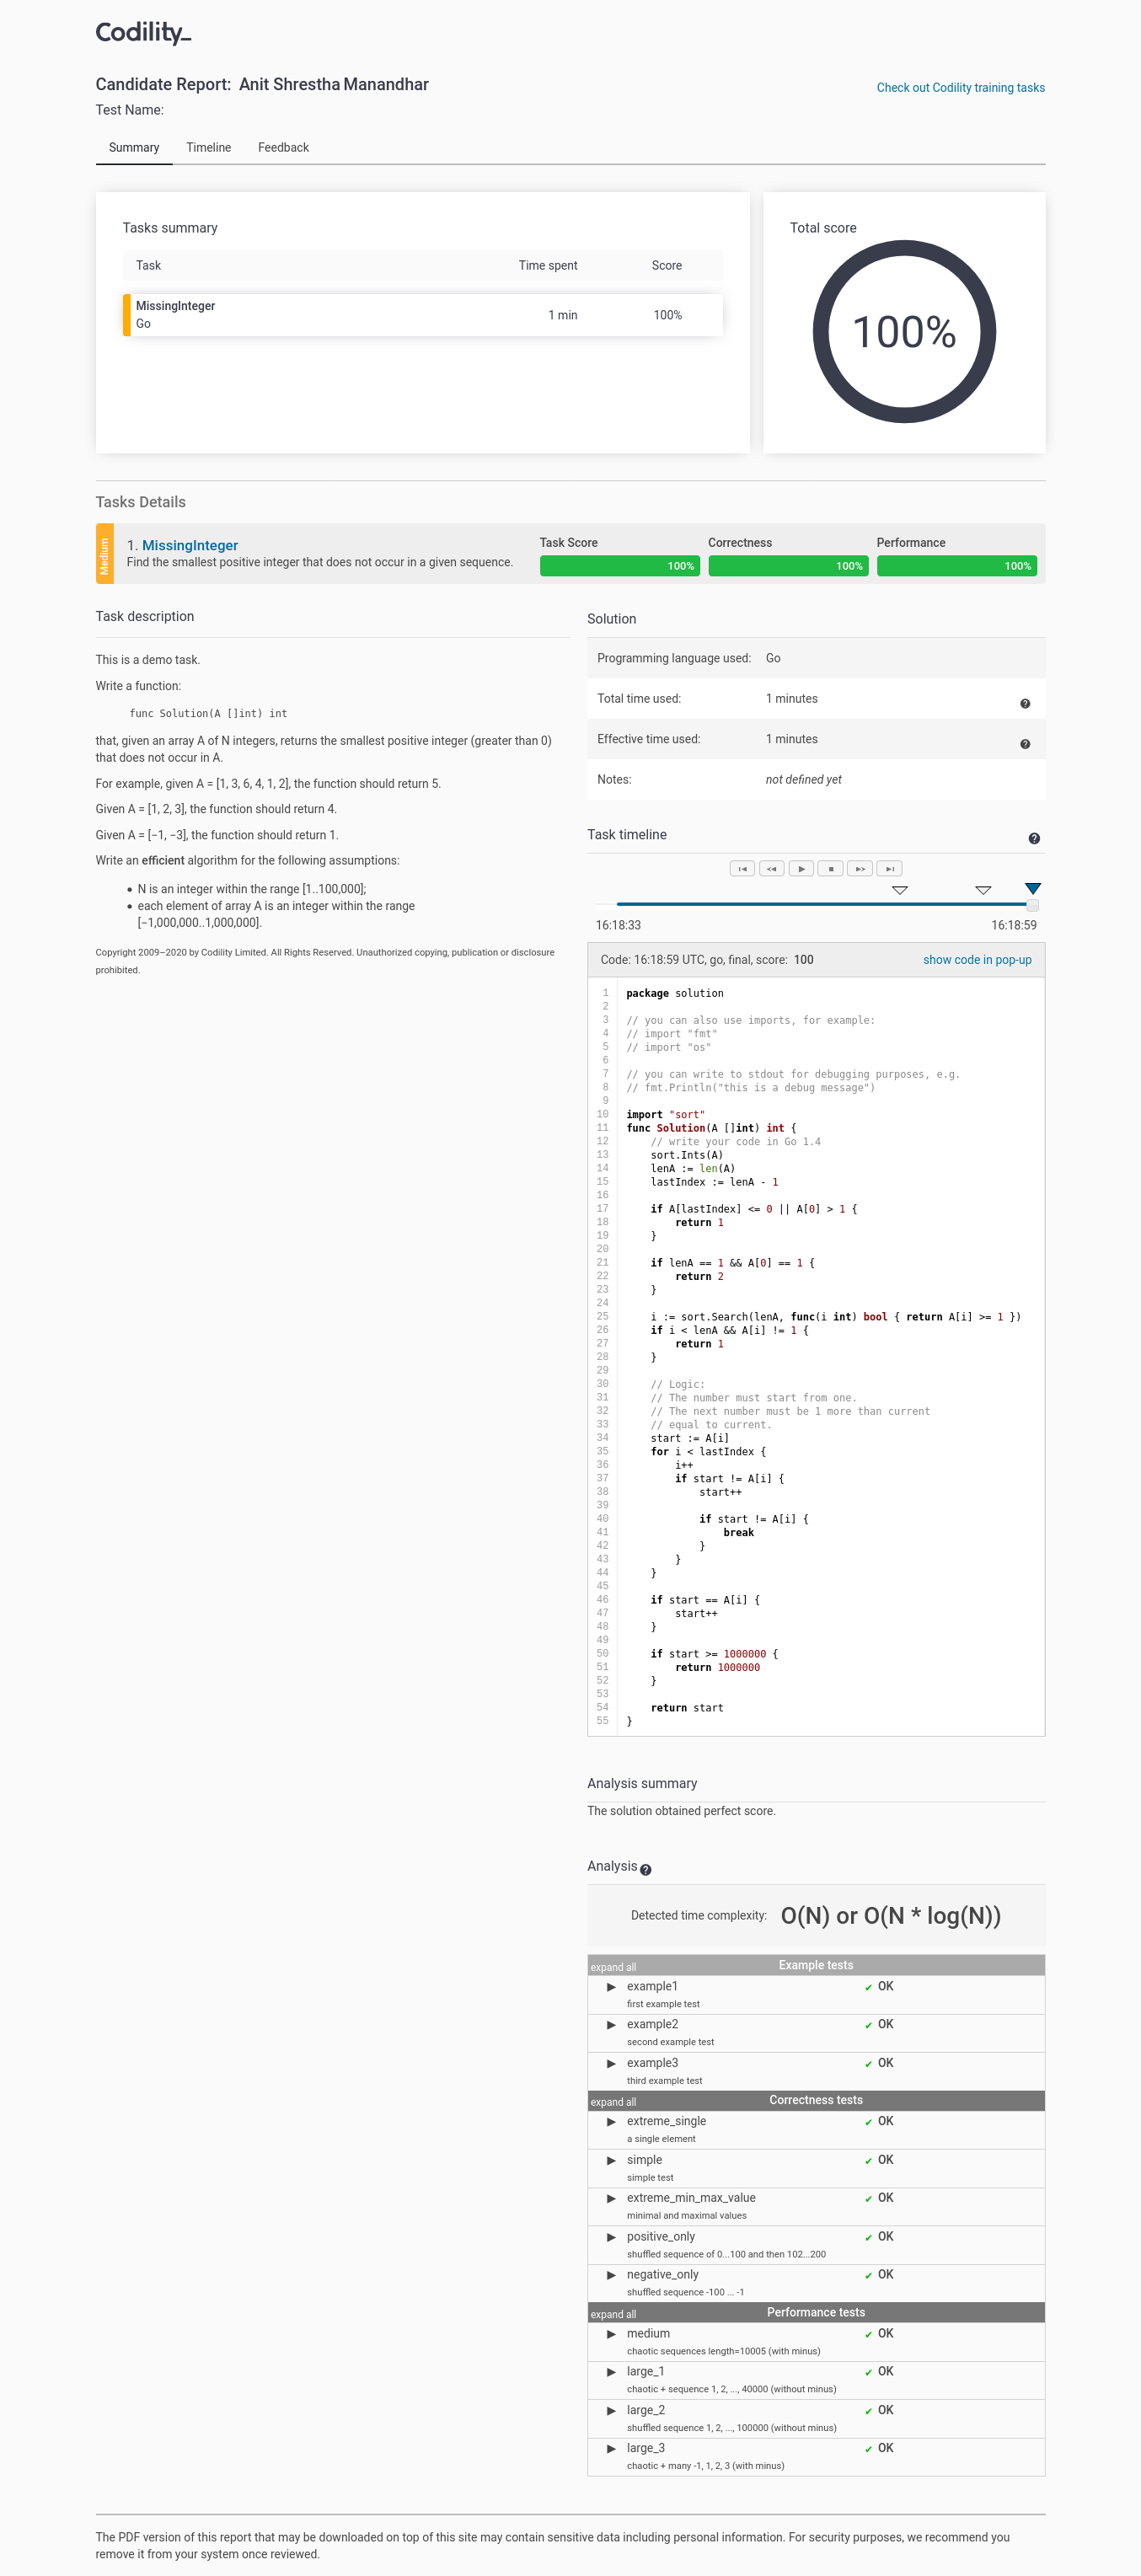 Codility_
Candidate Report: Anit Shrestha Manandhar
Check out Codility training tasks
Test Name:
Summary Timeline Feedback
Tasks summary
Task Time spent Score
MissingInteger
Go
1 min 100%
Total score
100%
Tasks Details
Medium
1. MissingInteger
Find the smallest positive integer that does not occur in a given sequence.
Task Score Correctness Performance
100% 100% 100%
Task description
This is a demo task.
Write a function:
func Solution(A []int) int
that, given an array A of N integers, returns the smallest positive integer (greater than 0)
that does not occur in A.
For example, given A = [1, 3, 6, 4, 1, 2], the function should return 5.
Given A = [1, 2, 3], the function should return 4.
Given A = [−1, −3], the function should return 1.
Write an efficient algorithm for the following assumptions:
• N is an integer within the range [1..100,000];
• each element of array A is an integer within the range
[−1,000,000..1,000,000].
Copyright 2009–2020 by Codility Limited. All Rights Reserved. Unauthorized copying, publication or disclosure
prohibited.
Solution
Programming language used: Go
Total time used: 1 minutes
Effective time used: 1 minutes
Notes: not defined yet
Task timeline
16:18:33 16:18:59
Code: 16:18:59 UTC, go, final, score: 100
show code in pop-up
1 package solution
2
3 // you can also use imports, for example:
4 // import "fmt"
5 // import "os"
6
7 // you can write to stdout for debugging purposes, e.g.
8 // fmt.Println("this is a debug message")
9
10 import "sort"
11 func Solution(A []int) int {
12 // write your code in Go 1.4
13 sort.Ints(A)
14 lenA := len(A)
15 lastIndex := lenA - 1
16
17 if A[lastIndex] <= 0 || A[0] > 1 {
18 return 1
19 }
20
21 if lenA == 1 && A[0] == 1 {
22 return 2
23 }
24
25 i := sort.Search(lenA, func(i int) bool { return A[i] >= 1 })
26 if i < lenA && A[i] != 1 {
27 return 1
28 }
29
30 // Logic:
31 // The number must start from one.
32 // The next number must be 1 more than current
33 // equal to current.
34 start := A[i]
35 for i < lastIndex {
36 i++
37 if start != A[i] {
38 start++
39
40 if start != A[i] {
41 break
42 }
43 }
44 }
45
46 if start == A[i] {
47 start++
48 }
49
50 if start >= 1000000 {
51 return 1000000
52 }
53
54 return start
55 }
Analysis summary
The solution obtained perfect score.
Analysis
Detected time complexity: O(N) or O(N * log(N))
expand all Example tests
example1 ✔ OK
first example test
example2 ✔ OK
second example test
example3 ✔ OK
third example test
expand all Correctness tests
extreme_single ✔ OK
a single element
simple ✔ OK
simple test
extreme_min_max_value ✔ OK
minimal and maximal values
positive_only ✔ OK
shuffled sequence of 0...100 and then 102...200
negative_only ✔ OK
shuffled sequence -100 ... -1
expand all Performance tests
medium ✔ OK
chaotic sequences length=10005 (with minus)
large_1 ✔ OK
chaotic + sequence 1, 2, ..., 40000 (without minus)
large_2 ✔ OK
shuffled sequence 1, 2, ..., 100000 (without minus)
large_3 ✔ OK
chaotic + many -1, 1, 2, 3 (with minus)
The PDF version of this report that may be downloaded on top of this site may contain sensitive data including personal information. For security purposes, we recommend you
remove it from your system once reviewed.